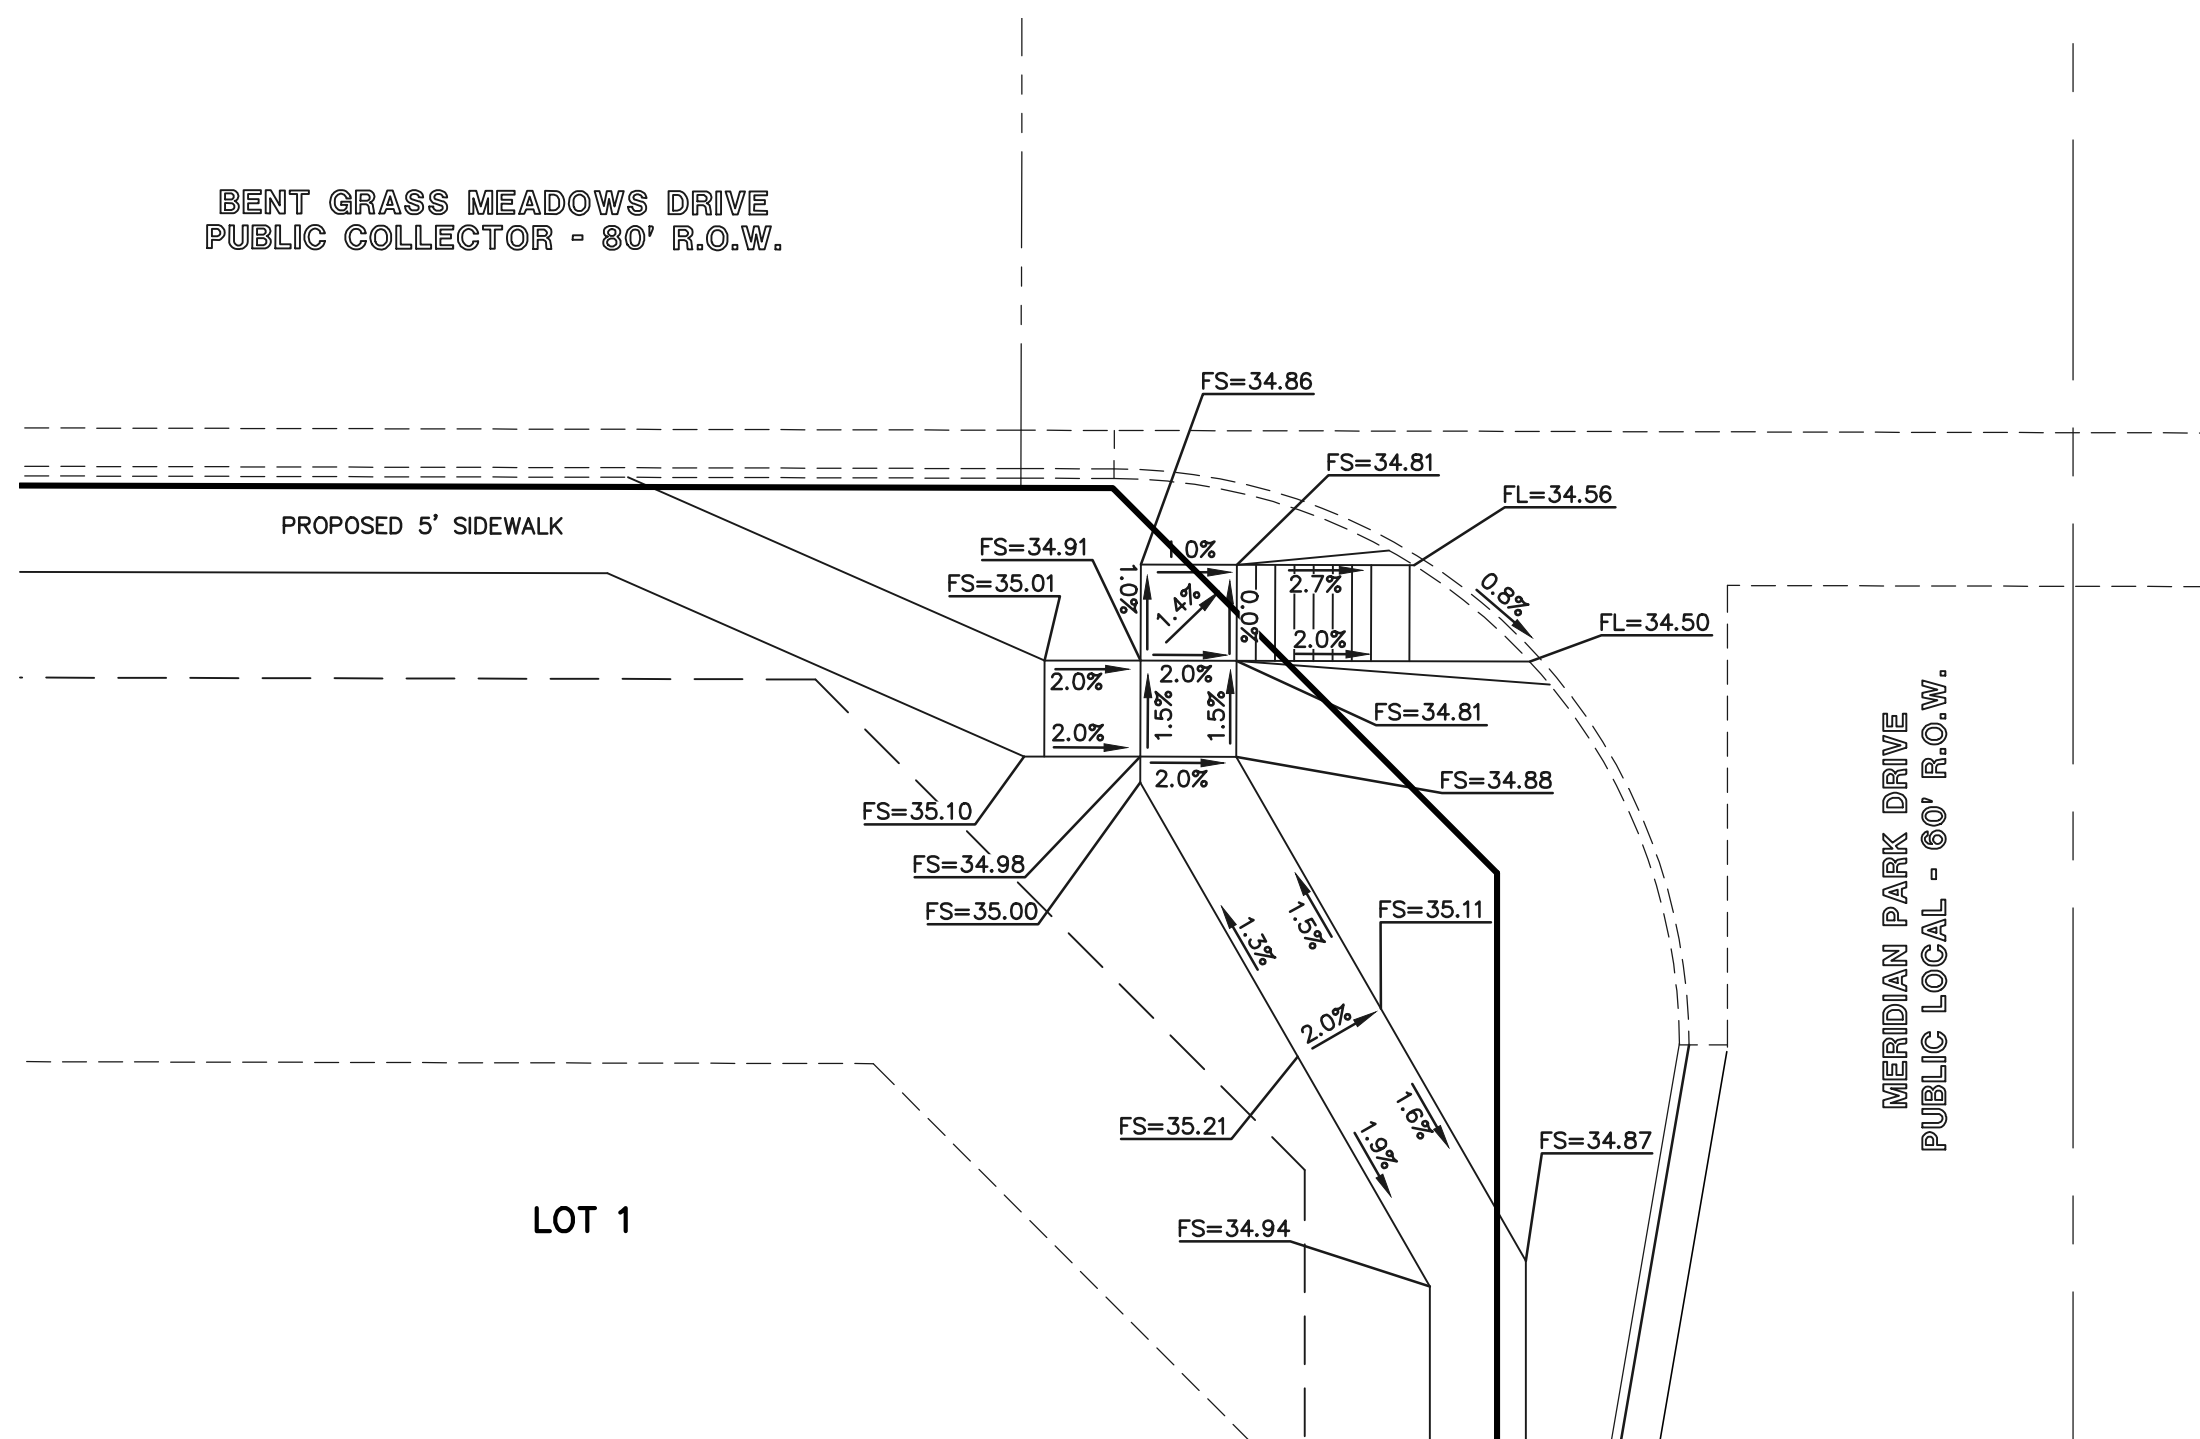 BENT GRASS MEADOWS DRIVE
PUBLIC COLLECTOR - 80' R.O.W.
FS=34.86
FS=34.81
FL=34.56
PROPOSED 5' SIDEWALK
FS=34.91
FS=35.01
1.0%
1.0%
1.4%
0.0%
2.7%
2.0%
0.8%
FL=34.50
2.0%
2.0%
1.5%
1.5%
FS=34.81
2.0%
2.0%
FS=34.88
FS=35.10
FS=34.98
FS=35.00
1.3%
1.5%
FS=35.11
2.0%
MERIDIAN PARK DRIVE
PUBLIC LOCAL - 60' R.O.W.
FS=35.21
1.6%
1.9%
FS=34.87
LOT 1
FS=34.94